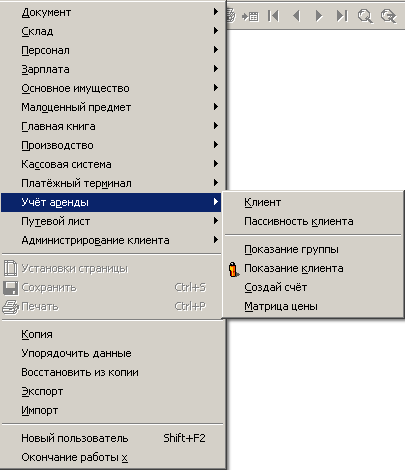 Документ
Склад
Персонал
Зарплата
Основное имущество
Малоценный предмет
Главная книга
Производство
Кассовая система
Платёжный терминал
Учёт аренды
Путевой лист
Администрирование клиента
Установки страницы
Сохранить Ctrl+S
Печать Ctrl+P
Копия
Упорядочить данные
Восстановить из копии
Экспорт
Импорт
Новый пользователь Shift+F2
Окончание работы x
Клиент
Пассивность клиента
Показание группы
Показание клиента
Создай счёт
Матрица цены